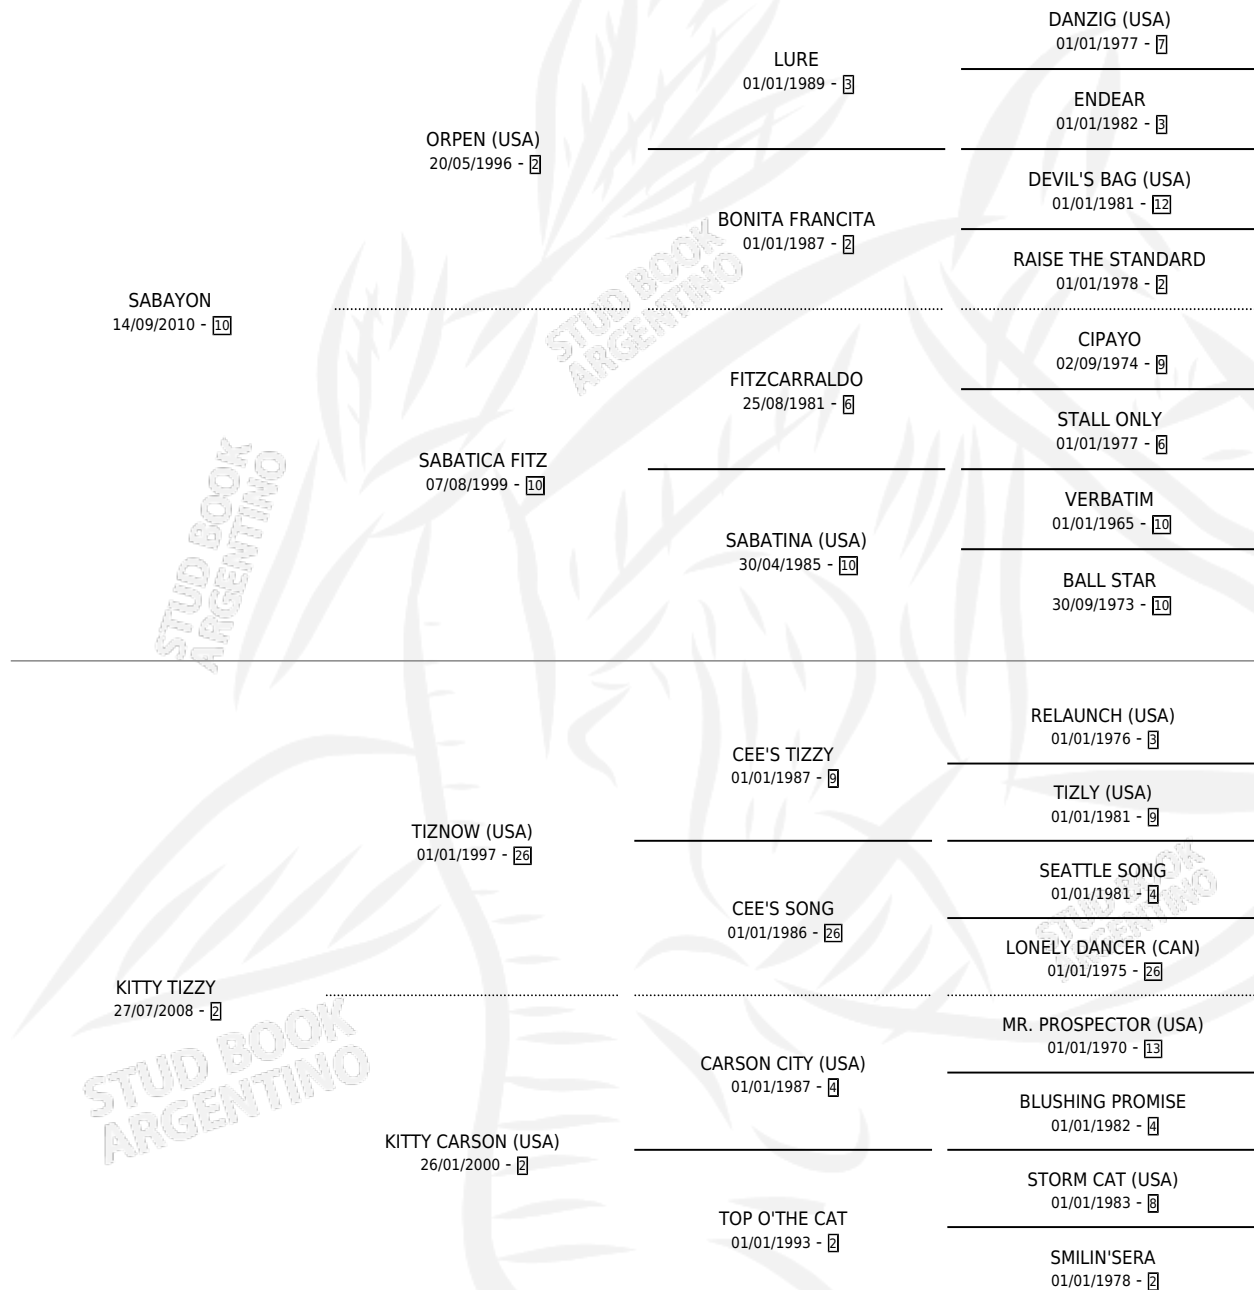 DANZIG (USA)
01/01/1977 - 7
LURE
01/01/1989 - 3
ENDEAR
01/01/1982 - 3
ORPEN (USA)
20/05/1996 - 2
DEVIL'S BAG (USA)
01/01/1981 - 12
BONITA FRANCITA
01/01/1987 - 2
RAISE THE STANDARD
01/01/1978 - 2
SABAYON
14/09/2010 - 10
CIPAYO
02/09/1974 - 9
FITZCARRALDO
25/08/1981 - 6
STALL ONLY
01/01/1977 - 6
SABATICA FITZ
07/08/1999 - 10
VERBATIM
01/01/1965 - 10
SABATINA (USA)
30/04/1985 - 10
BALL STAR
30/09/1973 - 10
RELAUNCH (USA)
01/01/1976 - 3
CEE'S TIZZY
01/01/1987 - 9
TIZLY (USA)
01/01/1981 - 9
TIZNOW (USA)
01/01/1997 - 26
SEATTLE SONG
01/01/1981 - 4
CEE'S SONG
01/01/1986 - 26
LONELY DANCER (CAN)
01/01/1975 - 26
KITTY TIZZY
27/07/2008 - 2
MR. PROSPECTOR (USA)
01/01/1970 - 13
CARSON CITY (USA)
01/01/1987 - 4
BLUSHING PROMISE
01/01/1982 - 4
KITTY CARSON (USA)
26/01/2000 - 2
STORM CAT (USA)
01/01/1983 - 8
TOP O'THE CAT
01/01/1993 - 2
SMILIN'SERA
01/01/1978 - 2
STUD BOOK
ARGENTINO
STUD BOOK
ARGENTINO
STUD BOOK
ARGENTINO
STUD BOOK
ARGENTINO